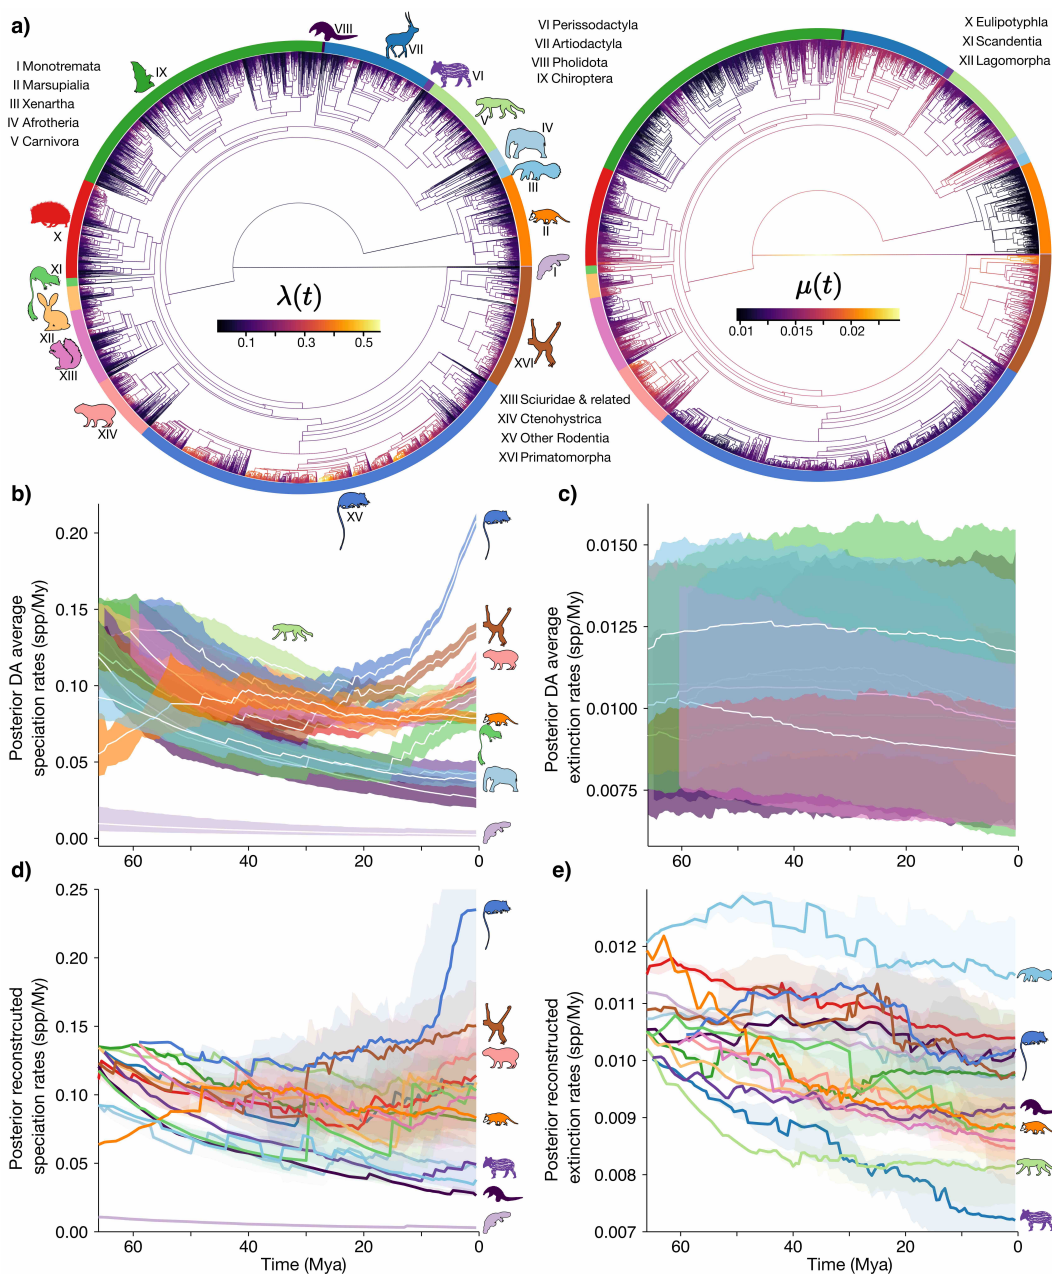 a)
I Monotremata
II Marsupialia
III Xenartha
IV Afrotheria
V Carnivora
VI Perissodactyla
VII Artiodactyla
VIII Pholidota
IX Chiroptera
X Eulipotyphla
XI Scandentia
XII Lagomorpha
VIII
VII
IX
VI
V
IV
III
II
I
X
XI
XII
XIII
XIV
XV
XVI
λ(t)
0.1 0.3 0.5
μ(t)
0.010 0.015 0.02
XIII Sciuridae & related
XIV Ctenohystrica
XV Other Rodentia
XVI Primatomorpha
b)
Posterior DA average
speciation rates (spp/My)
0.20
0.15
0.10
0.05
0.00
60 40 20 0
c)
Posterior DA average
extinction rates (spp/My)
0.0150
0.0125
0.0100
0.0075
60 40 20 0
d)
Posterior reconstructed
speciation rates (spp/My)
0.25
0.20
0.15
0.10
0.05
0.00
60 40 20 0
Time (Mya)
e)
Posterior reconstructed
extinction rates (spp/My)
0.012
0.011
0.010
0.009
0.008
0.007
60 40 20 0
Time (Mya)